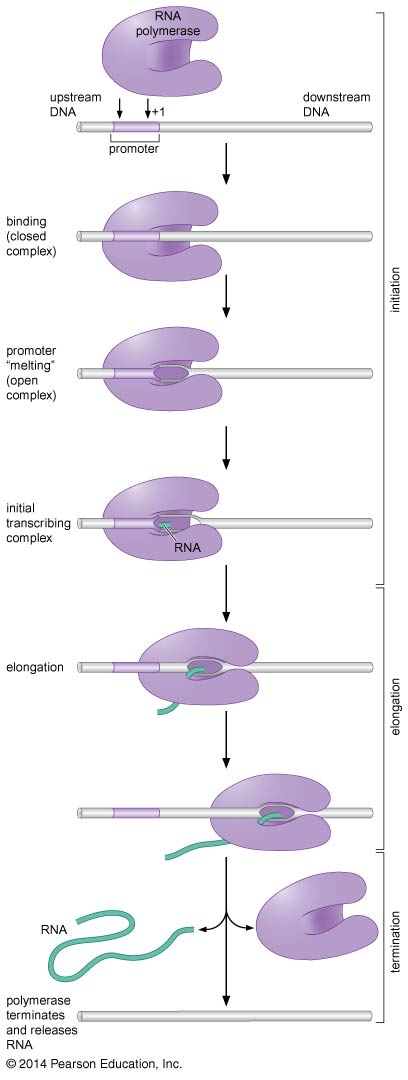 RNA
polymerase
upstream
DNA
+1
downstream
DNA
promoter
binding
(closed
complex)
promoter
“melting”
(open
complex)
initial
transcribing
complex
RNA
initiation
elongation
elongation
RNA
termination
polymerase
terminates
and releases
RNA
© 2014 Pearson Education, Inc.